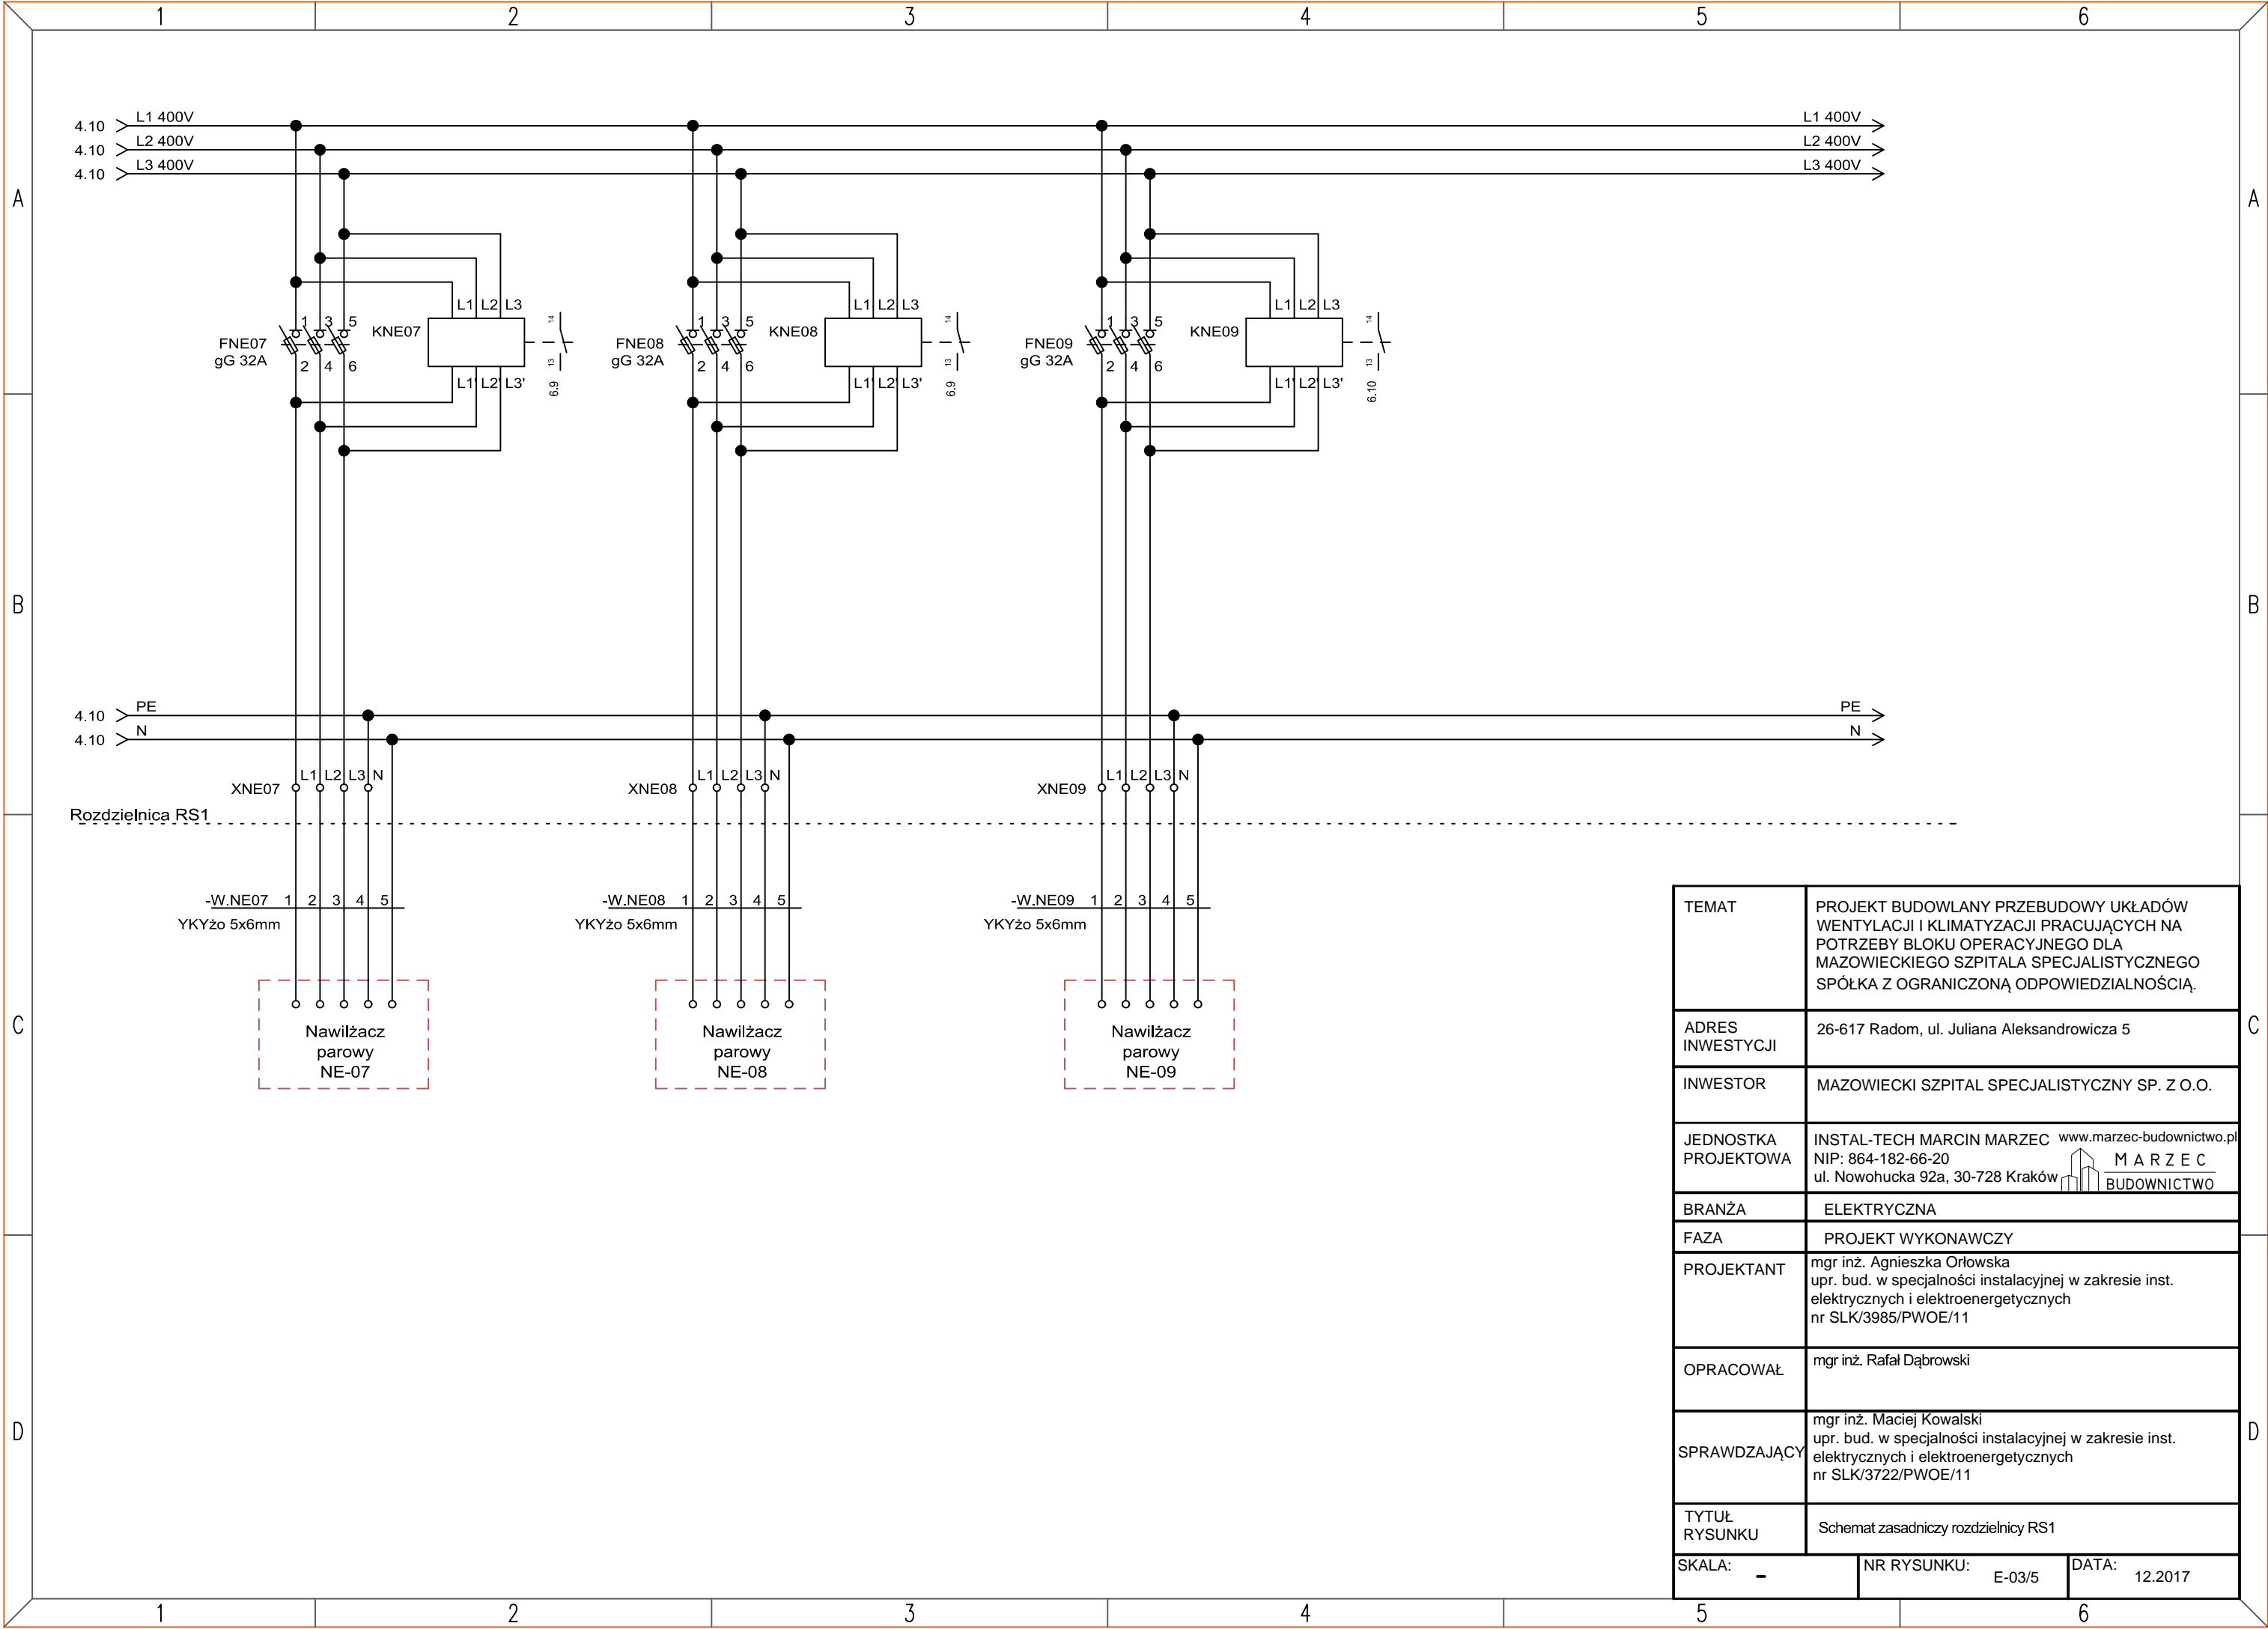 1 2 3 4 5 6
4.10 L1 400V L1 400V
4.10 L2 400V L2 400V
4.10 L3 400V L3 400V
A A
L1 L2 L3 L1 L2 L3 L1 L2 L3
FNE07
gG 32A
1 3 5
2 4 6
KNE07
L1' L2' L3'
14
13
6.9
FNE08
gG 32A
1 3 5
2 4 6
KNE08
L1' L2' L3'
14
13
6.9
FNE09
gG 32A
1 3 5
2 4 6
KNE09
L1' L2' L3'
14
13
6.10
B B
4.10 PE PE
4.10 N N
XNE07 L1 L2 L3 N
XNE08 L1 L2 L3 N
XNE09 L1 L2 L3 N
Rozdzielnica RS1
-W.NE07 1 2 3 4 5
YKYżo 5x6mm
-W.NE08 1 2 3 4 5
YKYżo 5x6mm
-W.NE09 1 2 3 4 5
YKYżo 5x6mm
C C
Nawilżacz
parowy
NE-07
Nawilżacz
parowy
NE-08
Nawilżacz
parowy
NE-09
TEMAT
PROJEKT BUDOWLANY PRZEBUDOWY UKŁADÓW
WENTYLACJI I KLIMATYZACJI PRACUJĄCYCH NA
POTRZEBY BLOKU OPERACYJNEGO DLA
MAZOWIECKIEGO SZPITALA SPECJALISTYCZNEGO
SPÓŁKA Z OGRANICZONĄ ODPOWIEDZIALNOŚCIĄ.
ADRES
INWESTYCJI
26-617 Radom, ul. Juliana Aleksandrowicza 5
INWESTOR
MAZOWIECKI SZPITAL SPECJALISTYCZNY SP. Z O.O.
JEDNOSTKA
PROJEKTOWA
INSTAL-TECH MARCIN MARZEC www.marzec-budownictwo.pl
NIP: 864-182-66-20
ul. Nowohucka 92a, 30-728 Kraków
MARZEC
BUDOWNICTWO
BRANŻA ELEKTRYCZNA
FAZA PROJEKT WYKONAWCZY
PROJEKTANT
mgr inż. Agnieszka Orłowska
upr. bud. w specjalności instalacyjnej w zakresie inst.
elektrycznych i elektroenergetycznych
nr SLK/3985/PWOE/11
OPRACOWAŁ
mgr inż. Rafał Dąbrowski
D D
SPRAWDZAJĄCY
mgr inż. Maciej Kowalski
upr. bud. w specjalności instalacyjnej w zakresie inst.
elektrycznych i elektroenergetycznych
nr SLK/3722/PWOE/11
TYTUŁ
RYSUNKU
Schemat zasadniczy rozdzielnicy RS1
SKALA: - NR RYSUNKU: E-03/5 DATA: 12.2017
1 2 3 4 5 6